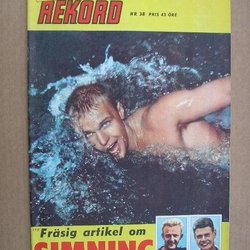 REKORD
NR 38 PRIS 45 ÖRE
Fräsig artikel om
SIMNING